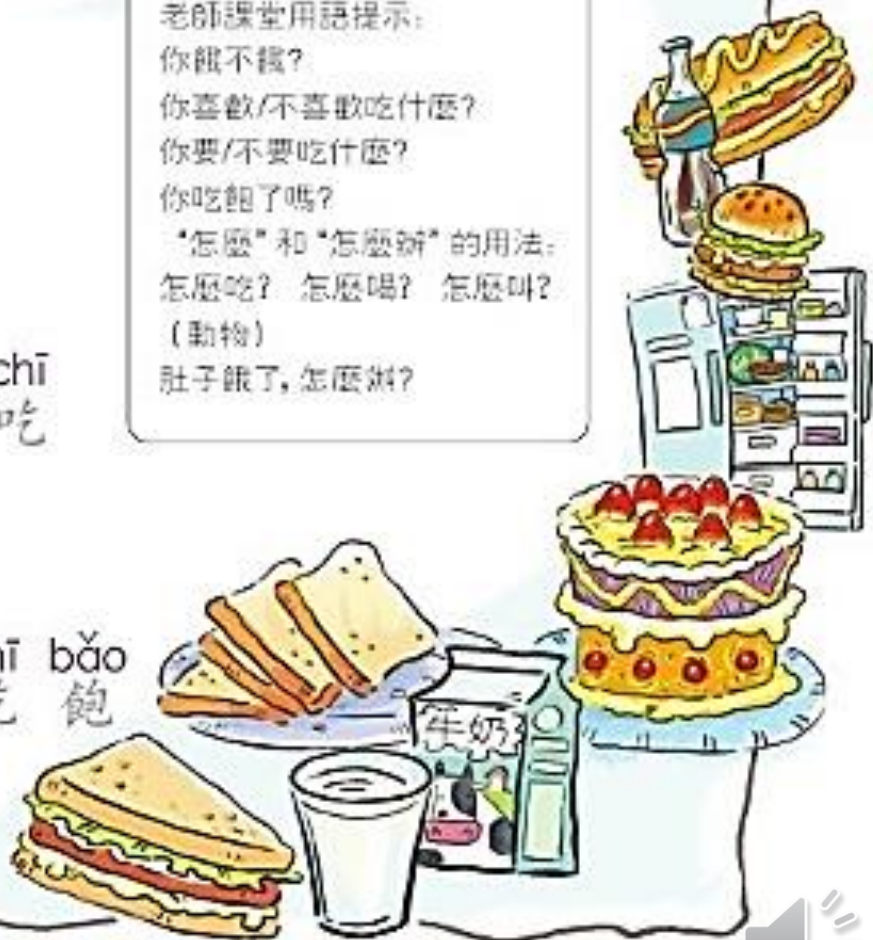 老師課堂用語提示：
你餓不餓？
你喜歡/不喜歡吃什麼？
你要/不要吃什麼？
你吃飽了嗎？
“怎麼”和“怎麼辦”的用法：
怎麼吃？ 怎麼喝？ 怎麼叫？
（動物）
肚子餓了，怎麼辦？
chī
吃
bǎo
吃 飽
牛奶